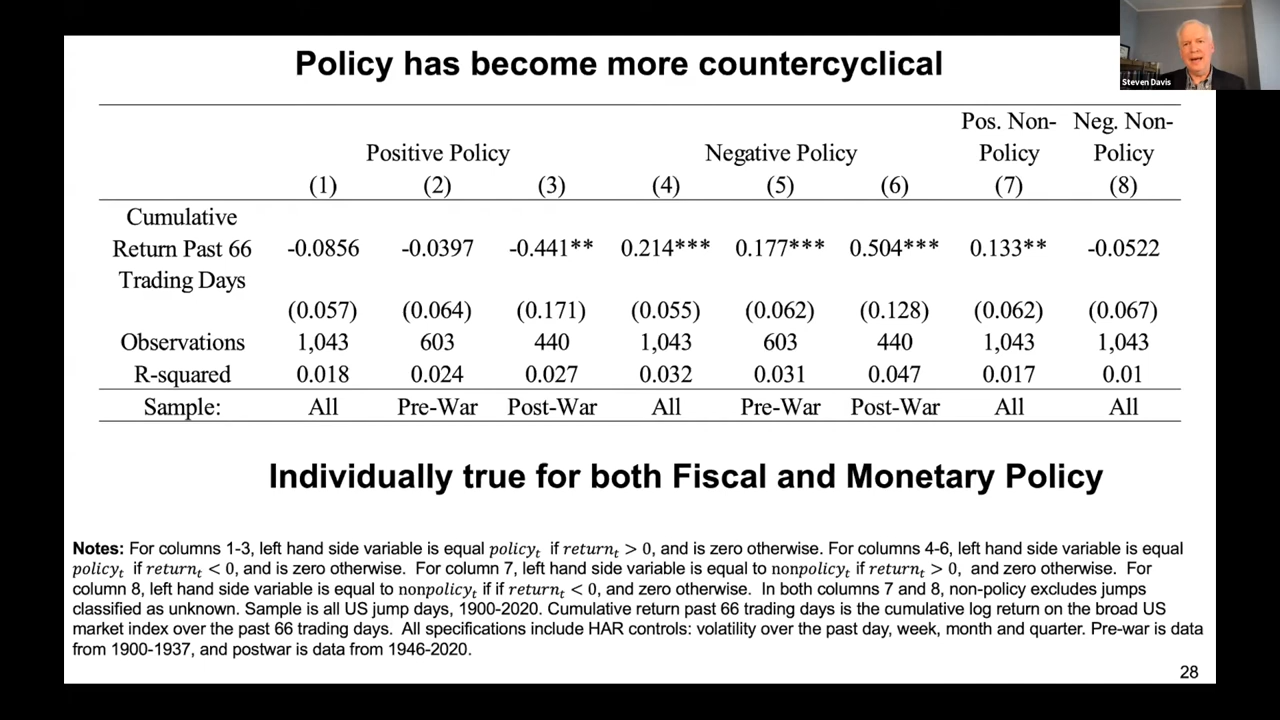 Policy has become more countercyclical
Steven Davis
Pos. Non- Neg. Non-
Positive Policy Negative Policy Policy Policy
(1) (2) (3) (4) (5) (6) (7) (8)
Cumulative
Return Past 66 -0.0856 -0.0397 -0.441** 0.214*** 0.177*** 0.504*** 0.133** -0.0522
Trading Days
(0.057) (0.064) (0.171) (0.055) (0.062) (0.128) (0.062) (0.067)
Observations 1,043 603 440 1,043 603 440 1,043 1,043
R-squared 0.018 0.024 0.027 0.032 0.031 0.047 0.017 0.01
Sample: All Pre-War Post-War All Pre-War Post-War All All
Individually true for both Fiscal and Monetary Policy
Notes: For columns 1-3, left hand side variable is equal policyₜ if returnₜ > 0, and is zero otherwise. For columns 4-6, left hand side variable is equal
policyₜ if returnₜ < 0, and is zero otherwise. For column 7, left hand side variable is equal to nonpolicyₜ if returnₜ > 0, and zero otherwise. For
column 8, left hand side variable is equal to nonpolicyₜ if if returnₜ < 0, and zero otherwise. In both columns 7 and 8, non-policy excludes jumps
classified as unknown. Sample is all US jump days, 1900-2020. Cumulative return past 66 trading days is the cumulative log return on the broad US
market index over the past 66 trading days. All specifications include HAR controls: volatility over the past day, week, month and quarter. Pre-war is data
from 1900-1937, and postwar is data from 1946-2020.
28